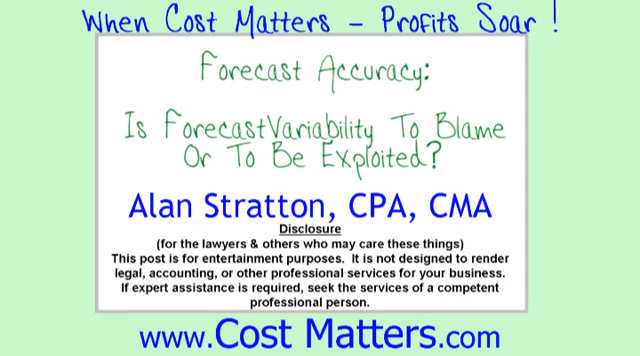 When Cost Matters – Profits Soar !
Forecast Accuracy:
Is ForecastVariability To Blame
Or To Be Exploited?
Alan Stratton, CPA, CMA
Disclosure
(for the lawyers & others who may care these things)
This post is for entertainment purposes. It is not designed to render
legal, accounting, or other professional services for your business.
If expert assistance is required, seek the services of a competent
professional person.
www.Cost Matters.com